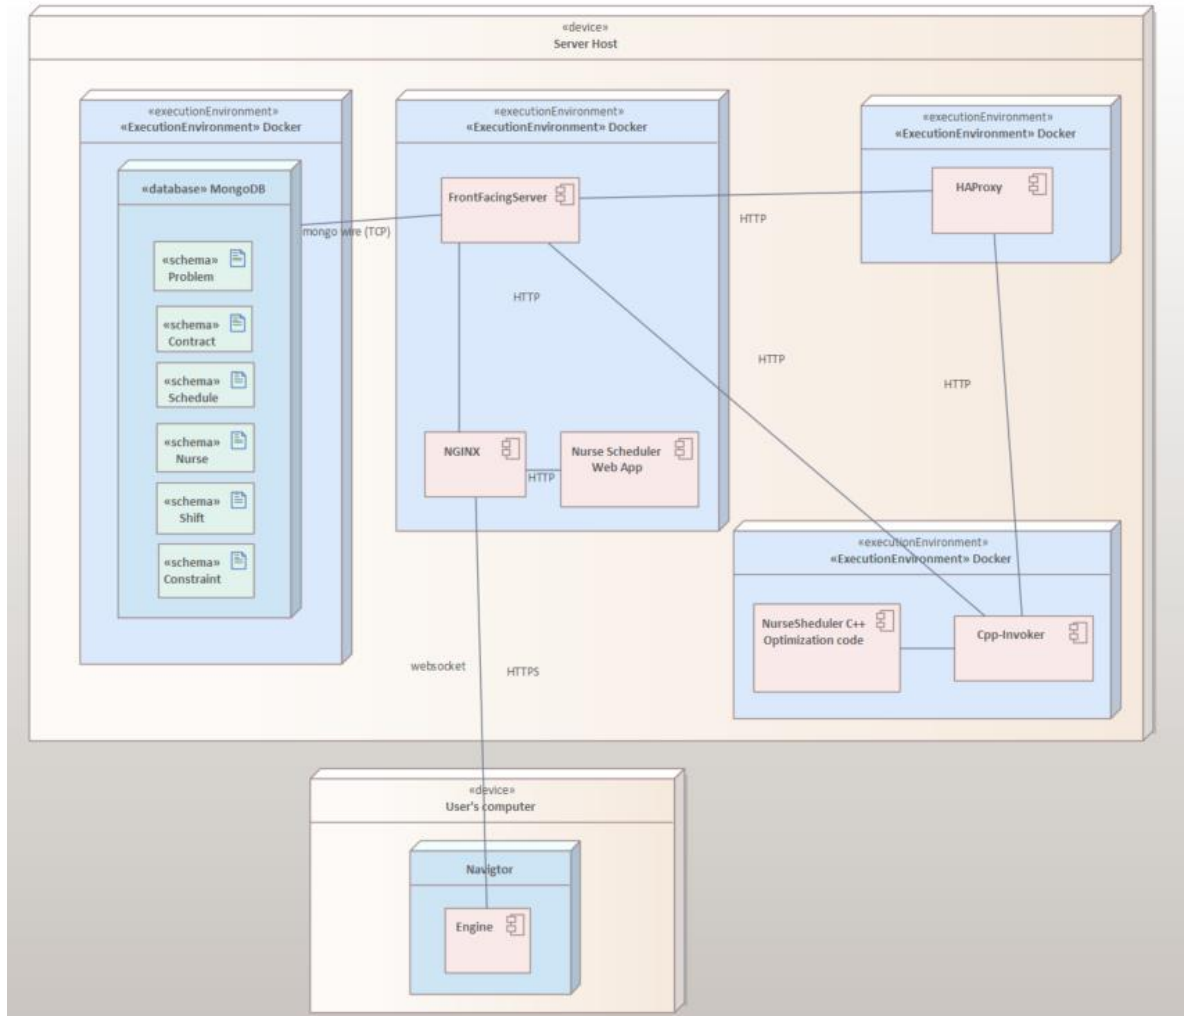 «device»
Server Host
«executionEnvironment»
«ExecutionEnvironment» Docker
«database» MongoDB
«schema»
Problem
«schema»
Contract
«schema»
Schedule
«schema»
Nurse
«schema»
Shift
«schema»
Constraint
mongo wire (TCP)
«executionEnvironment»
«ExecutionEnvironment» Docker
FrontFacingServer
HTTP
NGINX
HTTP
Nurse Scheduler
Web App
«executionEnvironment»
«ExecutionEnvironment» Docker
HAProxy
HTTP
HTTP
HTTP
«executionEnvironment»
«ExecutionEnvironment» Docker
NurseSheduler C++
Optimization code
Cpp-Invoker
websocket
HTTPS
«device»
User's computer
Navigtor
Engine